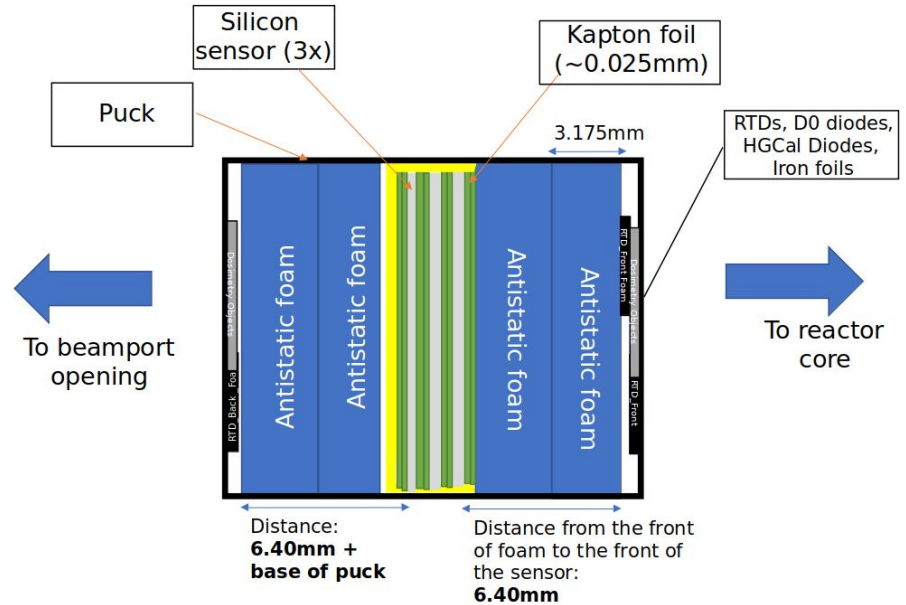 Silicon
sensor (3x)
Kapton foil
(~0.025mm)
Puck
3.175mm
RTDs, D0 diodes,
HGCal Diodes,
Iron foils
Dosimetry Objects
RTD_Back_Foa
Antistatic foam
Antistatic foam
Antistatic foam
Antistatic foam
RTD_Front Foam
Dosimetry Objects
RTD_Front
To beamport
opening
To reactor
core
Distance:
6.40mm +
base of puck
Distance from the front
of foam to the front of
the sensor:
6.40mm